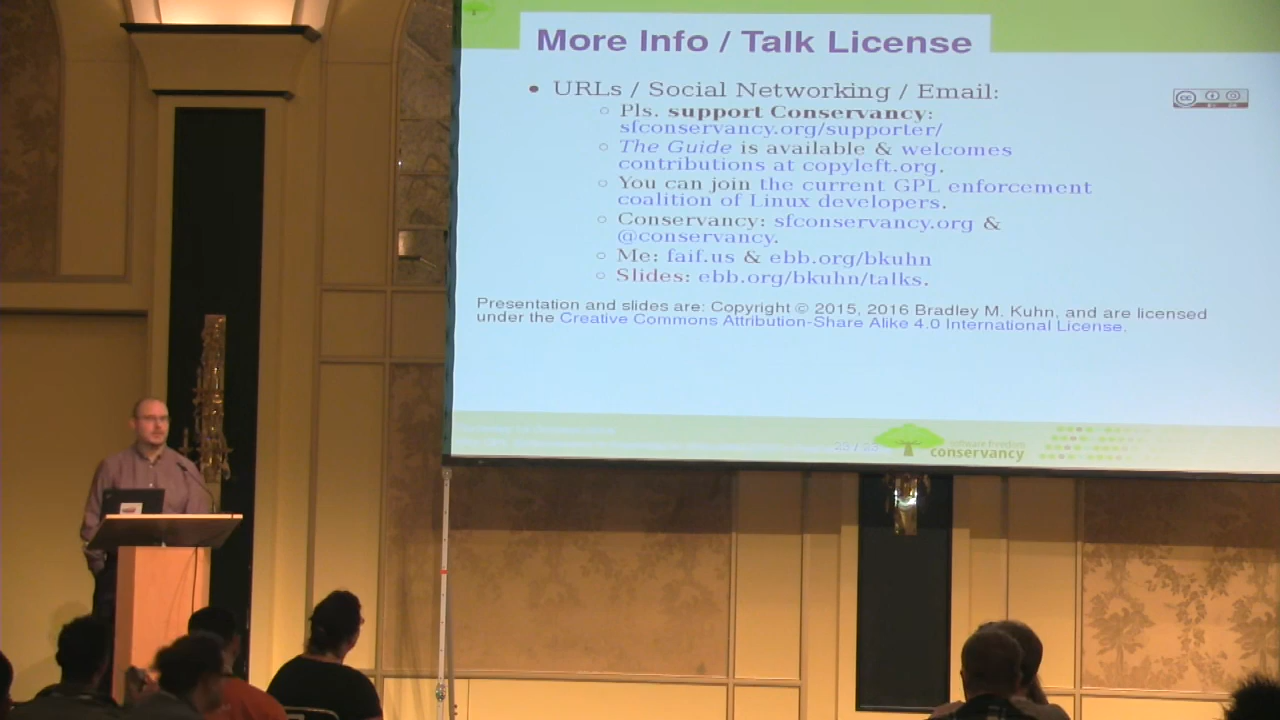 More Info / Talk License
• URLs / Social Networking / Email:
○ Pls. support Conservancy:
sfconservancy.org/supporter/
○ The Guide is available & welcomes
contributions at copyleft.org.
○ You can join the current GPL enforcement
coalition of Linux developers.
○ Conservancy: sfconservancy.org &
@conservancy.
○ Me: faif.us & ebb.org/bkuhn
○ Slides: ebb.org/bkuhn/talks.
Presentation and slides are: Copyright © 2015, 2016 Bradley M. Kuhn, and are licensed
under the Creative Commons Attribution-Share Alike 4.0 International License.
Software Freedom
conservancy